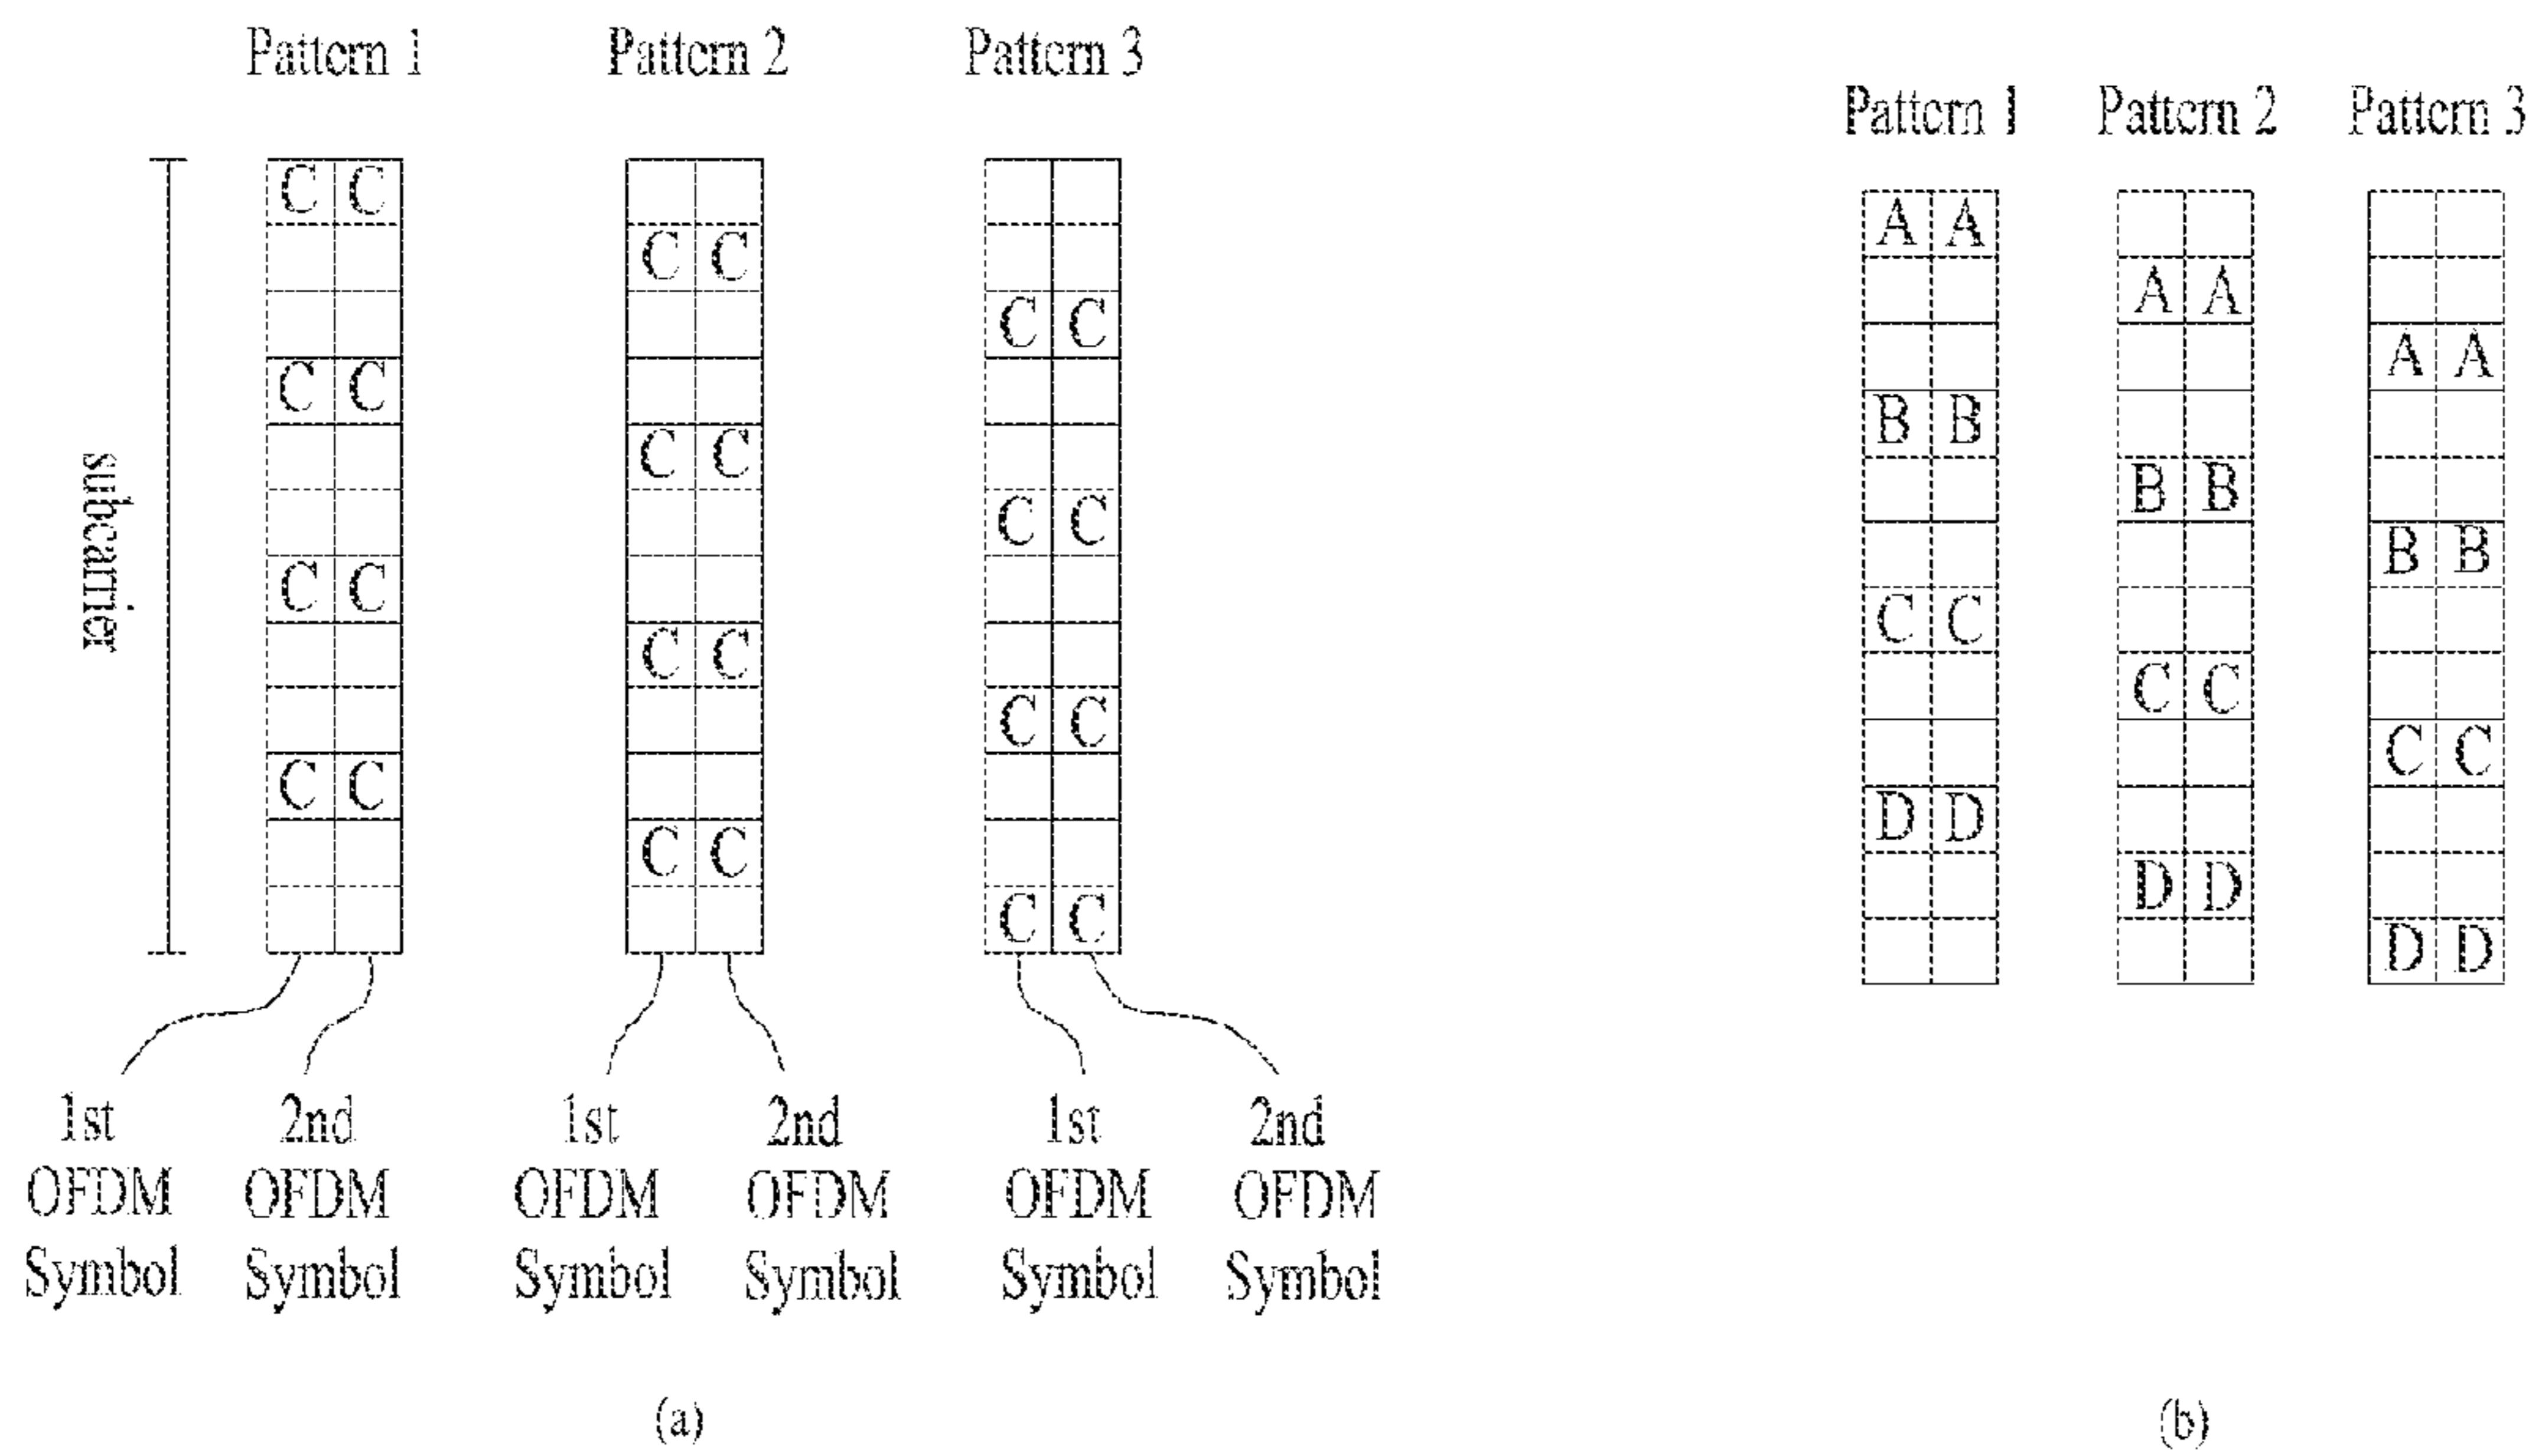 Pattern 1 Pattern 2 Pattern 3
Pattern 1 Pattern 2 Pattern 3
subcarrier
C C
C C
C C
C C
C C
C C
C C
C C
C C
C C
C C
C C
A A
A A
A A
B B
B B
B B
C C
C C
C C
D D
D D
D D
1st 2nd 1st 2nd 1st 2nd
OFDM OFDM OFDM OFDM OFDM OFDM
Symbol Symbol Symbol Symbol Symbol Symbol
(a) (b)